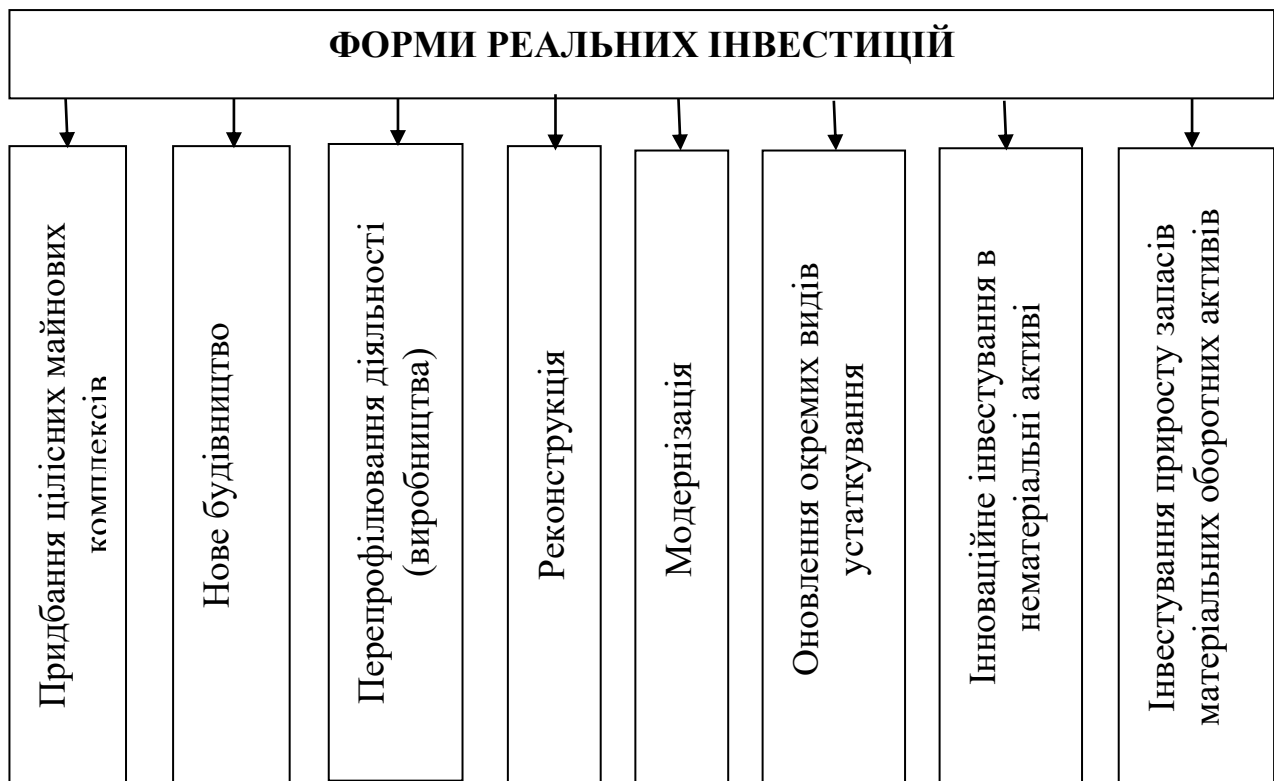 ФОРМИ РЕАЛЬНИХ ІНВЕСТИЦІЙ
Придбання цілісних майнових
комплексів
Нове будівництво
Перепрофілювання діяльності
(виробництва)
Реконструкція
Модернізація
Оновлення окремих видів
устаткування
Інноваційне інвестування в
нематеріальні активі
Інвестування приросту запасів
матеріальних оборотних активів